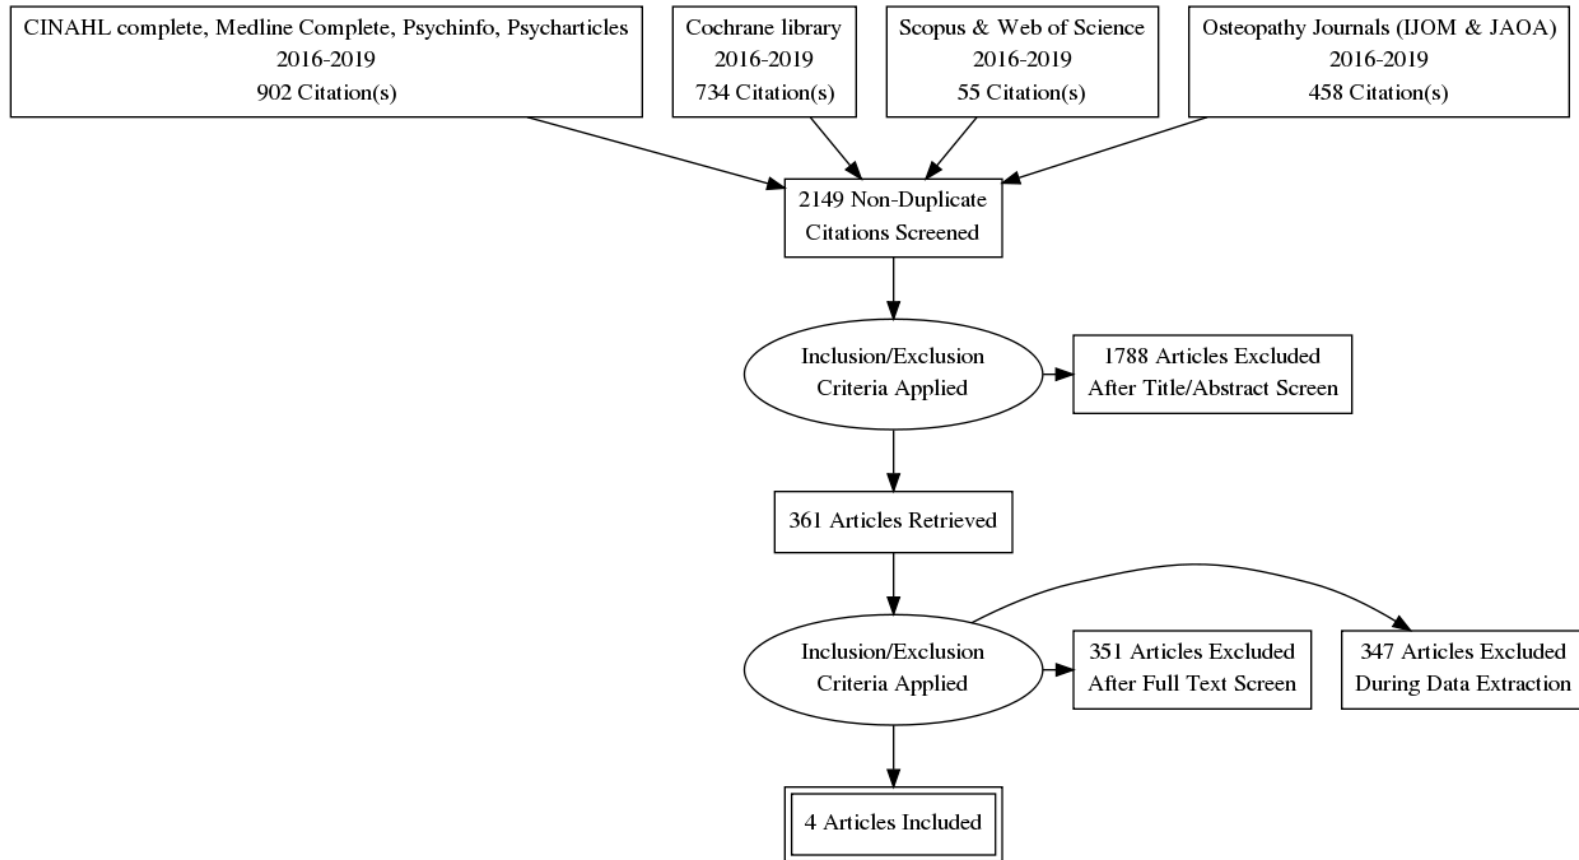 CINAHL complete, Medline Complete, Psychinfo, Psycharticles
2016-2019
902 Citation(s)
Cochrane library
2016-2019
734 Citation(s)
Scopus & Web of Science
2016-2019
55 Citation(s)
Osteopathy Journals (IJOM & JAOA)
2016-2019
458 Citation(s)
2149 Non-Duplicate
Citations Screened
Inclusion/Exclusion
Criteria Applied
1788 Articles Excluded
After Title/Abstract Screen
361 Articles Retrieved
Inclusion/Exclusion
Criteria Applied
351 Articles Excluded
After Full Text Screen
347 Articles Excluded
During Data Extraction
4 Articles Included